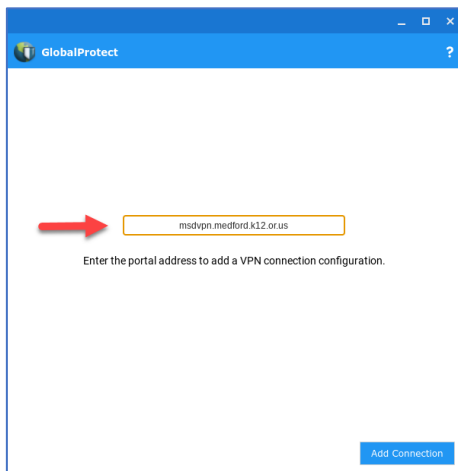 GlobalProtect
?
msdvpn.medford.k12.or.us
Enter the portal address to add a VPN connection configuration.
Add Connection